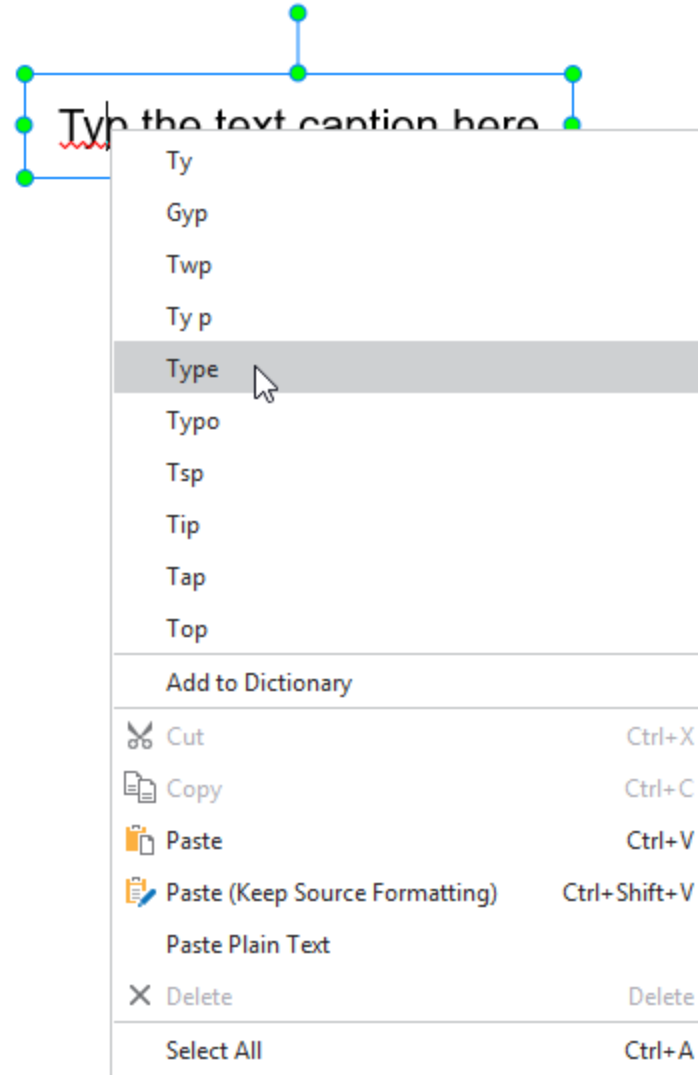 Typ the text caption here
Ty
Gyp
Twp
Ty p
Type
Typo
Tsp
Tip
Tap
Top
Add to Dictionary
Cut Ctrl+X
Copy Ctrl+C
Paste Ctrl+V
Paste (Keep Source Formatting) Ctrl+Shift+V
Paste Plain Text
Delete Delete
Select All Ctrl+A